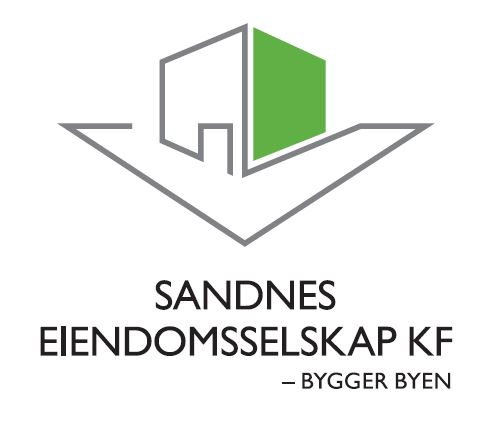 SANDNES
EIENDOMSSELSKAP KF
– BYGGER BYEN